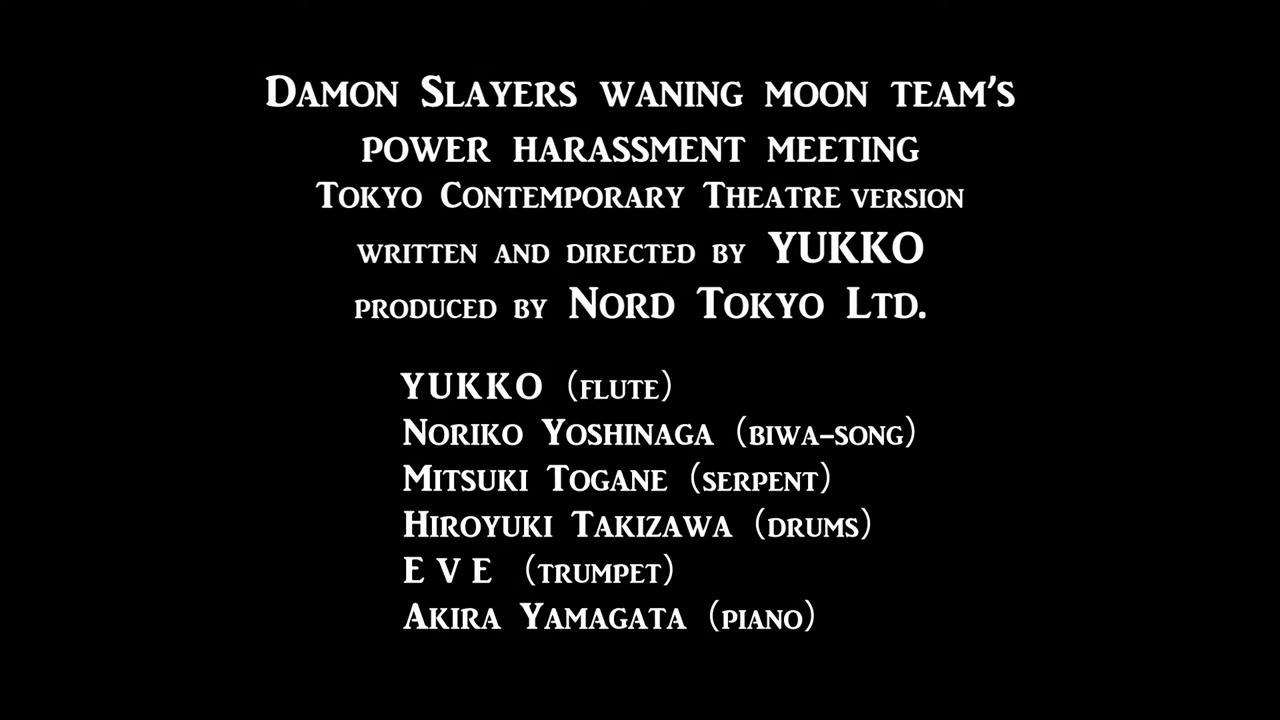 Damon Slayers waning moon team's
power harassment meeting
Tokyo Contemporary Theatre version
written and directed by YUKKO
produced by Nord Tokyo Ltd.
YUKKO (flute)
Noriko Yoshinaga (biwa-song)
Mitsuki Togane (serpent)
Hiroyuki Takizawa (drums)
EVE (trumpet)
Akira Yamagata (piano)